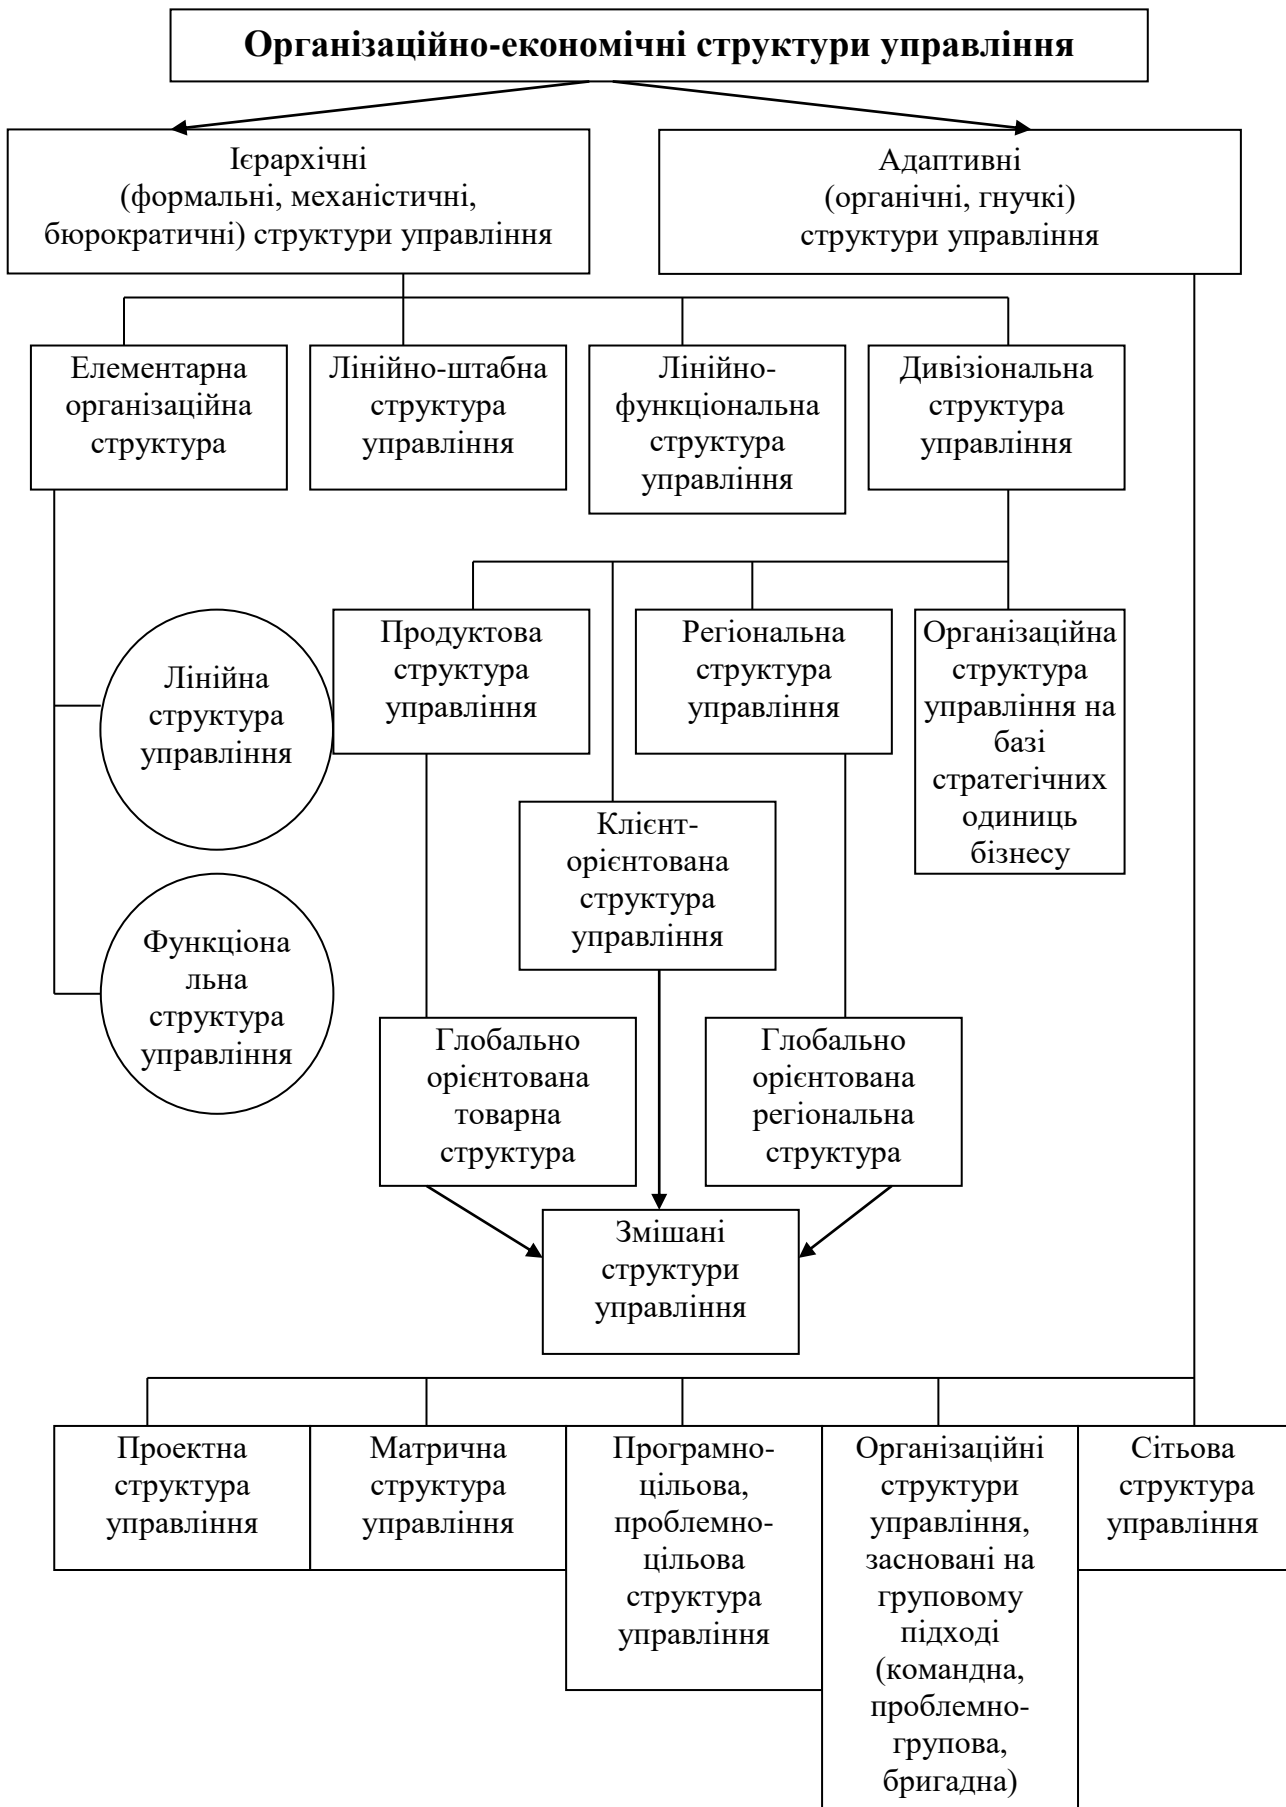 Організаційно-економічні структури управління
Ієрархічні
(формальні, механістичні,
бюрократичні) структури управління
Адаптивні
(органічні, гнучкі)
структури управління
Елементарна
організаційна
структура
Лінійно-штабна
структура
управління
Лінійно-
функціональна
структура
управління
Дивізіональна
структура
управління
Лінійна
структура
управління
Продуктова
структура
управління
Регіональна
структура
управління
Організаційна
структура
управління на
базі
стратегічних
одиниць
бізнесу
Клієнт-
орієнтована
структура
управління
Функціона
льна
структура
управління
Глобально
орієнтована
товарна
структура
Глобально
орієнтована
регіональна
структура
Змішані
структури
управління
Проектна
структура
управління
Матрична
структура
управління
Програмно-
цільова,
проблемно-
цільова
структура
управління
Організаційні
структури
управління,
засновані на
груповому
підході
(командна,
проблемно-
групова,
бригадна)
Сітьова
структура
управління